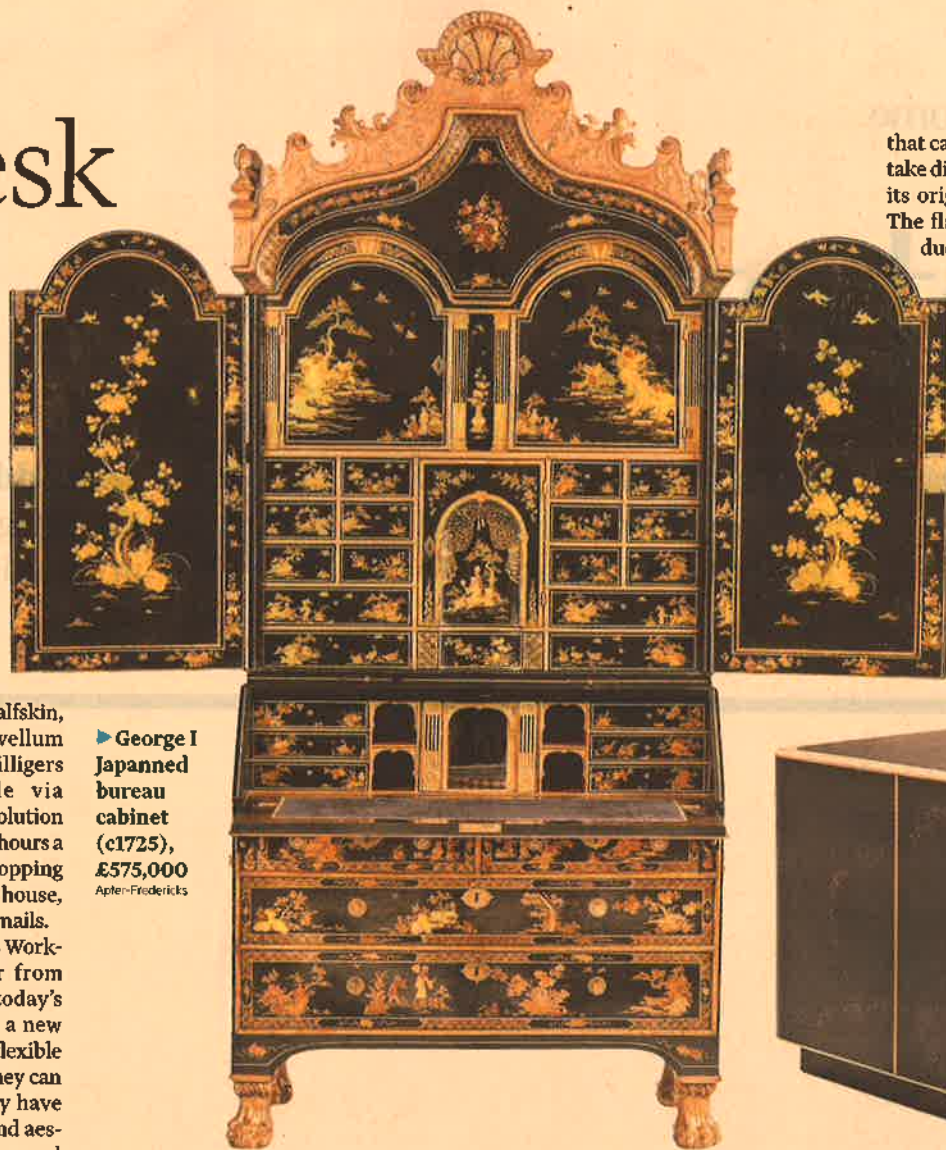 esk
that ca
take di
its orig
The fl
du
alfskin,
vellum
illigers
le via
olution
hours a
opping
house,
mails.
Work-
r from
today's
a new
flexible
hey can
y have
nd aes-
George I
Japanned
bureau
cabinet
(c1725),
£575,000
Apter-Fredericks